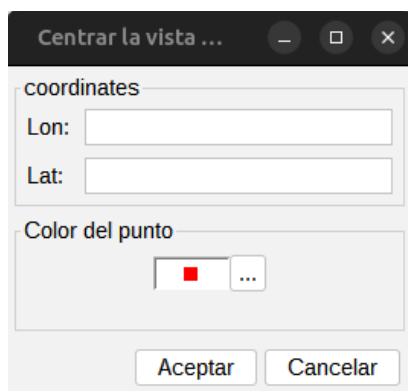 Centrar la vista ...
coordinates
Lon:
Lat:
Color del punto
...
Aceptar Cancelar